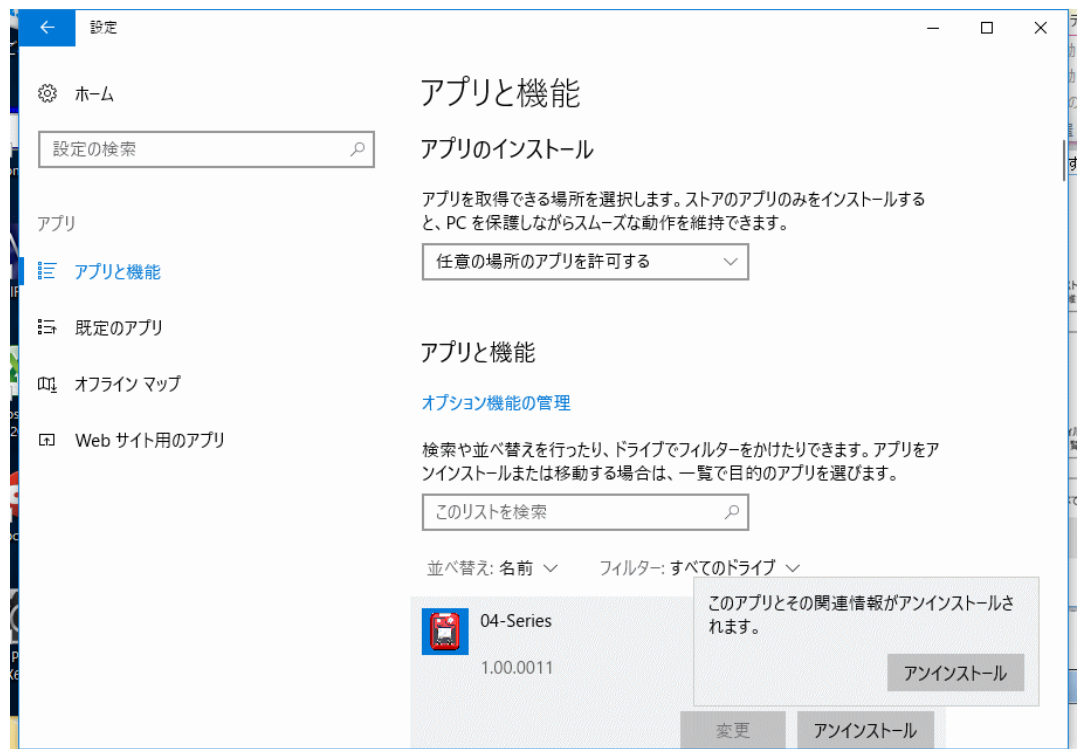 設定
ホーム
設定の検索
アプリ
アプリと機能
既定のアプリ
オフライン マップ
Web サイト用のアプリ
アプリと機能
アプリのインストール
アプリを取得できる場所を選択します。ストアのアプリのみをインストールする
と、PC を保護しながらスムーズな動作を維持できます。
任意の場所のアプリを許可する
アプリと機能
オプション機能の管理
検索や並べ替えを行ったり、ドライブでフィルターをかけたりできます。アプリをア
ンインストールまたは移動する場合は、一覧で目的のアプリを選びます。
このリストを検索
並べ替え: 名前
フィルター: すべてのドライブ
04-Series
1.00.0011
このアプリとその関連情報がアンインストールさ
れます。
アンインストール
変更
アンインストール